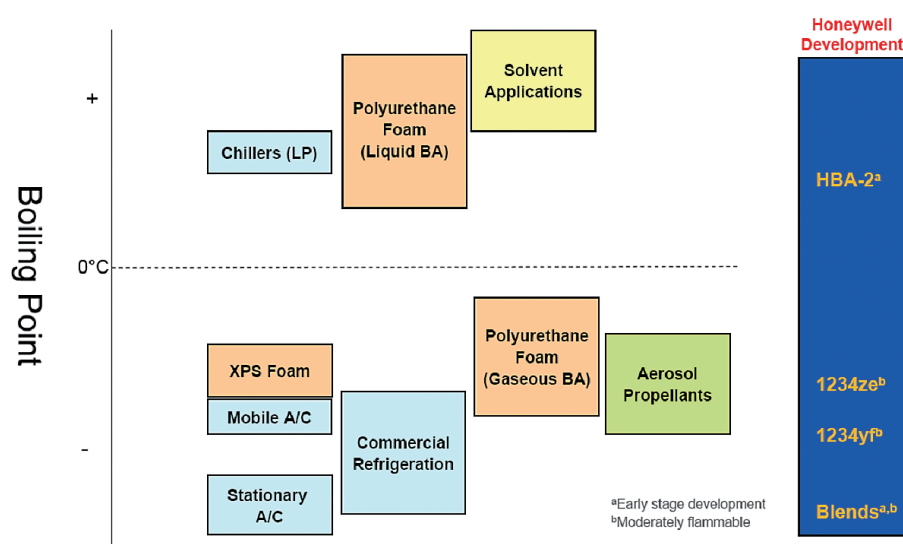 Honeywell
Development
Solvent
Applications
+
Polyurethane
Foam
(Liquid BA)
Chillers (LP)
HBA-2ᵃ
Boiling Point
0°C
Polyurethane
Foam
(Gaseous BA)
XPS Foam
Aerosol
Propellants
1234zeᵇ
Mobile A/C
1234yfᵇ
Commercial
Refrigeration
-
Stationary
A/C
ᵃEarly stage development
ᵇModerately flammable
Blendsᵃ,ᵇ